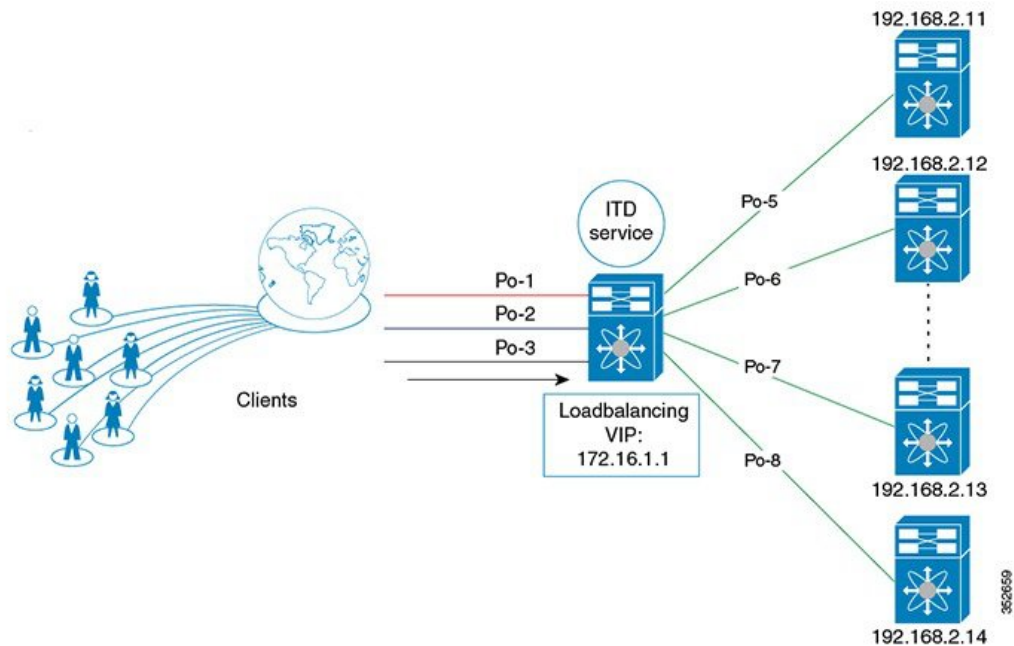 192.168.2.11
192.168.2.12
Po-5
ITD
service
Po-6
Po-1
Po-2
Po-3
Po-7
Clients
Loadbalancing
VIP:
172.16.1.1
Po-8
192.168.2.13
352659
192.168.2.14